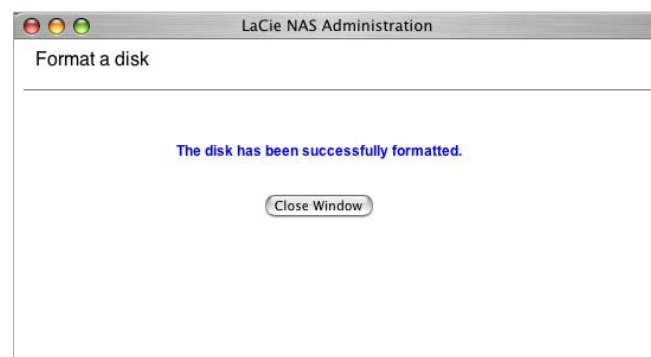 LaCie NAS Administration
Format a disk
The disk has been successfully formatted.
Close Window